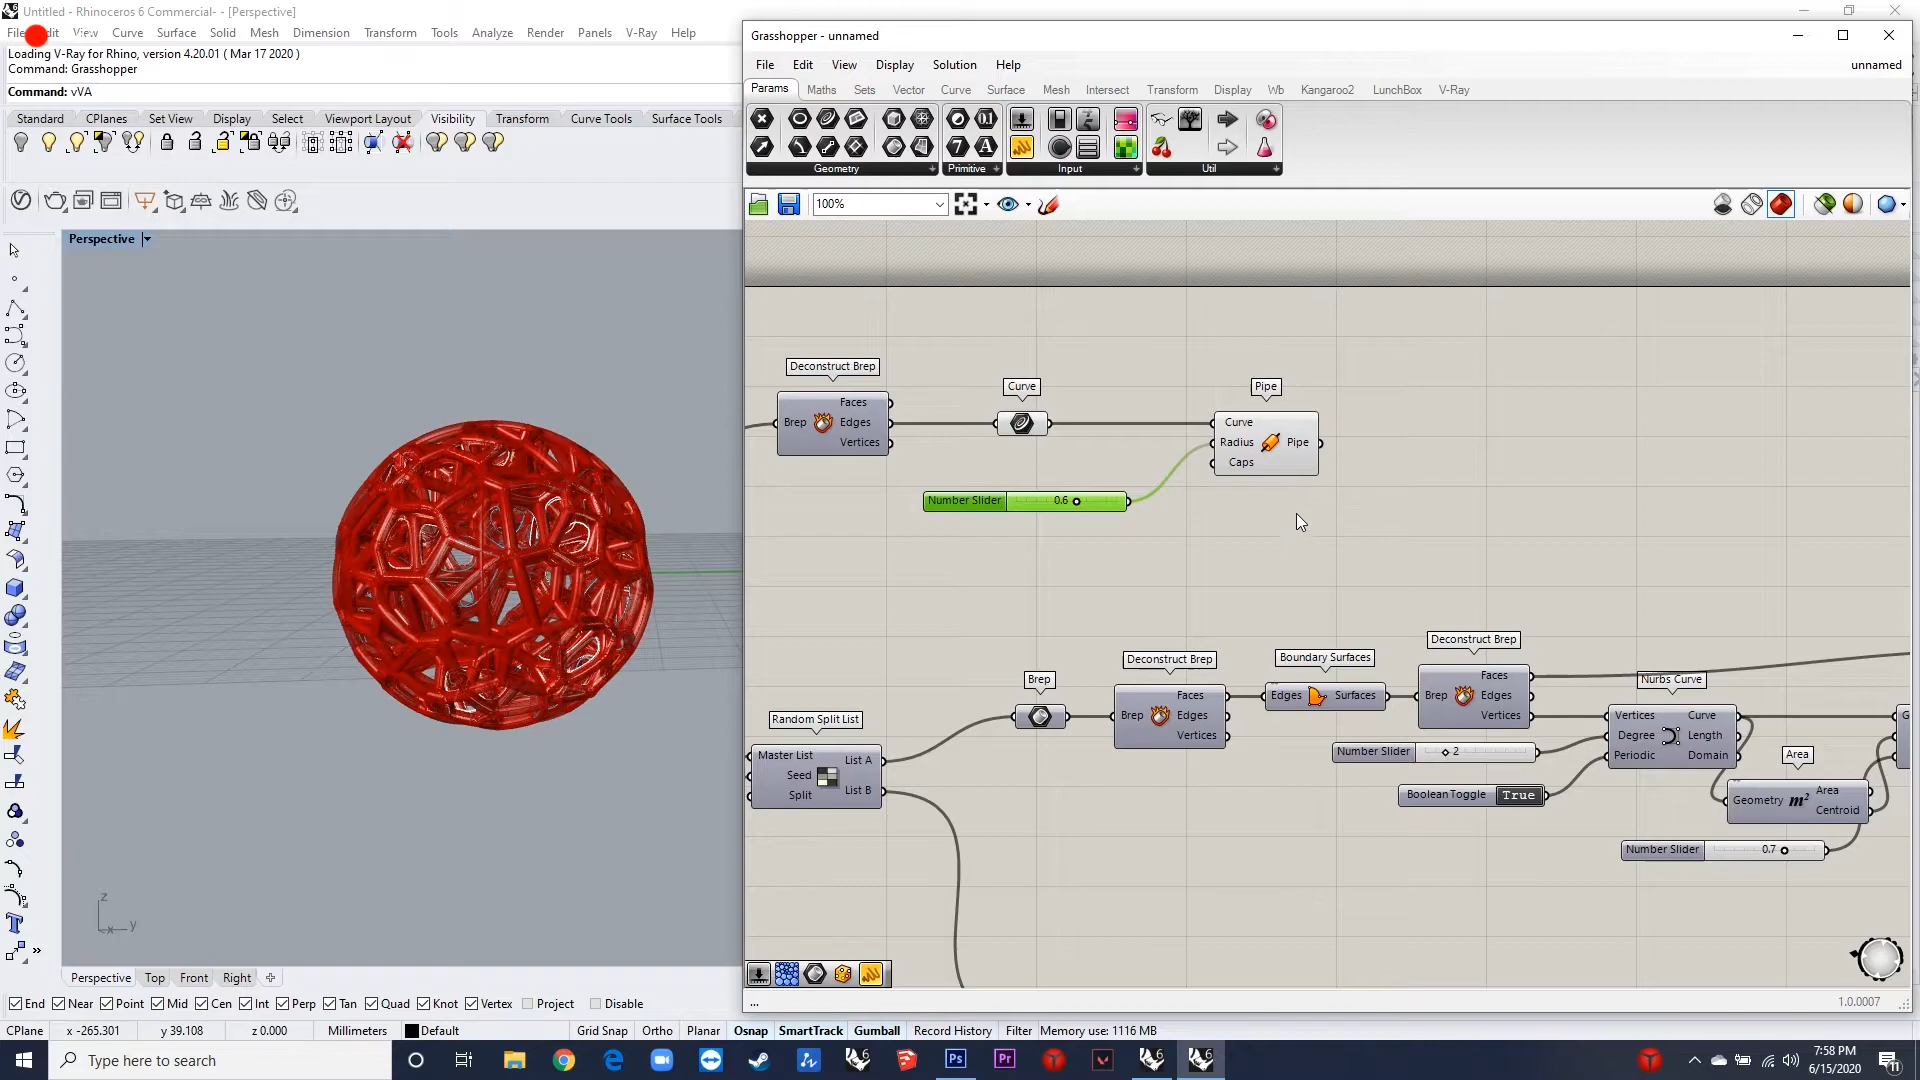 Untitled - Rhinoceros 6 Commercial- - [Perspective]
View Curve Surface Solid Mesh Dimension Transform Tools Analyze Render Panels V-Ray Help
Loading V-Ray for Rhino, version 4.20.01 ( Mar 17 2020 )
Command: Grasshopper
Command: vVA
Standard CPlanes Set View Display Select Viewport Layout Visibility Transform Curve Tools Surface Tools
Perspective
Grasshopper - unnamed
File Edit View Display Solution Help unnamed
Params Maths Sets Vector Curve Surface Mesh Intersect Transform Display Wb Kangaroo2 LunchBox V-Ray
Geometry Primitive Input Util
100%
Deconstruct Brep
Brep Faces Edges Vertices
Curve
Pipe
Curve Radius Caps Pipe
Number Slider 0.6
Deconstruct Brep
Boundary Surfaces
Deconstruct Brep
Brep
Nurbs Curve
Random Split List
Master List Seed Split List A List B
Brep Faces Edges Vertices
Edges Surfaces
Brep Faces Edges Vertices
Vertices Degree Periodic Curve Length Domain
Number Slider 2
Boolean Toggle True
Area
Geometry m² Area Centroid
Number Slider 0.7
G
z
x y
Perspective Top Front Right
End Near Point Mid Cen Int Perp Tan Quad Knot Vertex Project Disable
...
1.0.0007
CPlane x -265.301 y 39.108 z 0.000 Millimeters Default Grid Snap Ortho Planar Osnap SmartTrack Gumball Record History Filter Memory use: 1116 MB
Type here to search
7:58 PM
6/15/2020